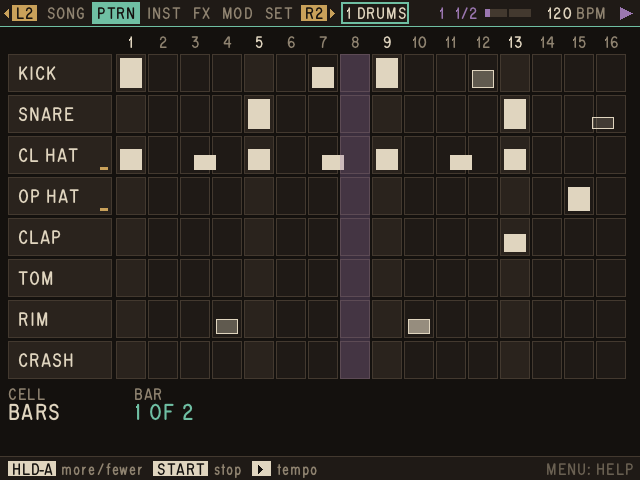 L2 SONG PTRN INST FX MOD SET R2 1 DRUMS 1 1/2 120 BPM
1 2 3 4 5 6 7 8 9 10 11 12 13 14 15 16
KICK
SNARE
CL HAT
OP HAT
CLAP
TOM
RIM
CRASH
CELL BAR
BARS 1 OF 2
HLD-A more/fewer START stop tempo MENU: HELP